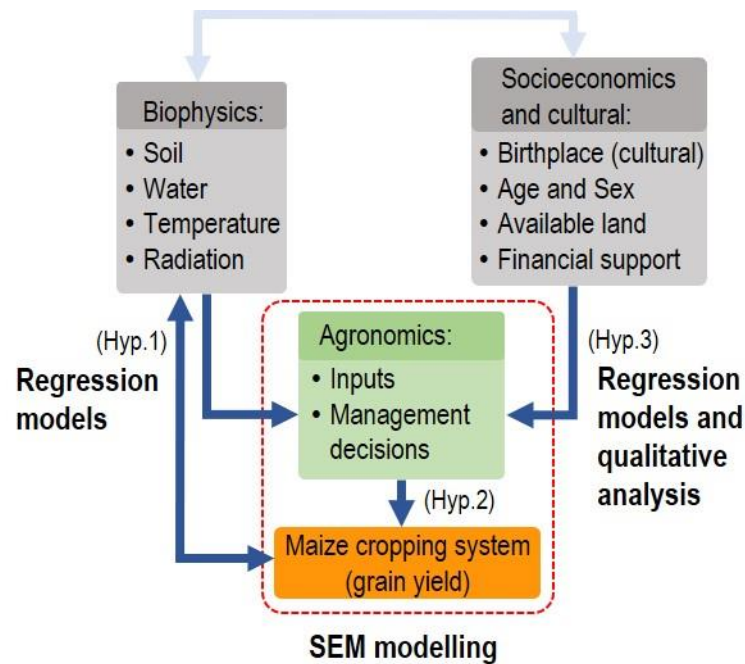 Biophysics:
• Soil
• Water
• Temperature
• Radiation
Socioeconomics
and cultural:
• Birthplace (cultural)
• Age and Sex
• Available land
• Financial support
(Hyp.1)
Regression
models
Agronomics:
• Inputs
• Management
decisions
(Hyp.3)
Regression
models and
qualitative
analysis
(Hyp.2)
Maize cropping system
(grain yield)
SEM modelling